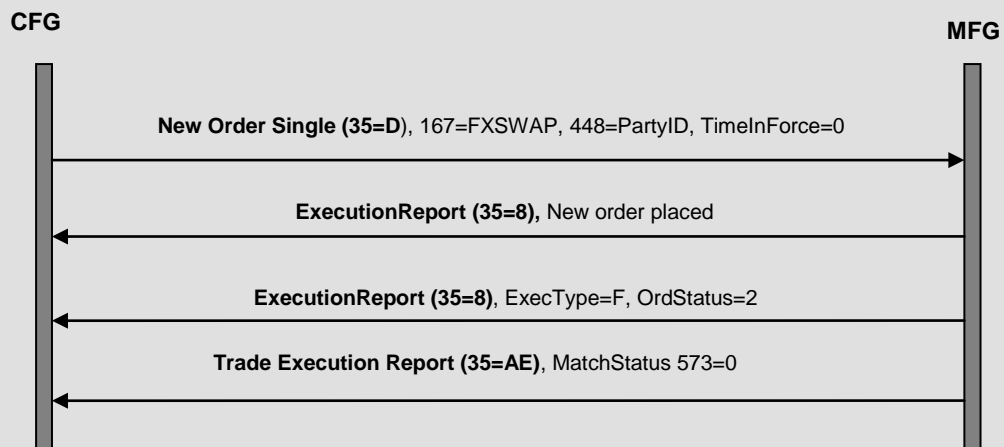 CFG
MFG
New Order Single (35=D), 167=FXSWAP, 448=PartyID, TimeInForce=0
ExecutionReport (35=8), New order placed
ExecutionReport (35=8), ExecType=F, OrdStatus=2
Trade Execution Report (35=AE), MatchStatus 573=0